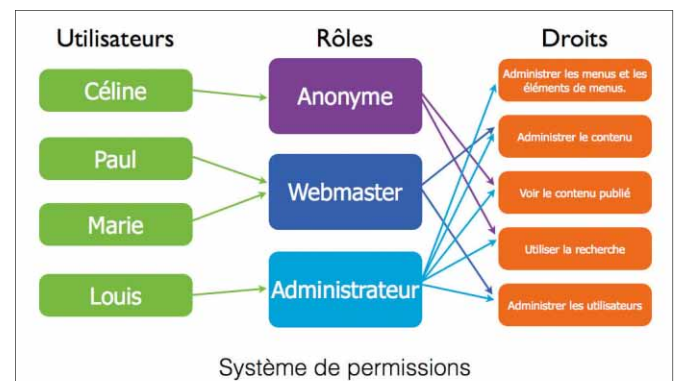 Utilisateurs
Rôles
Droits
Céline
Paul
Marie
Louis
Anonyme
Webmaster
Administrateur
Administrer les menus et les
éléments de menus.
Administrer le contenu
Voir le contenu publié
Utiliser la recherche
Administrer les utilisateurs
Système de permissions